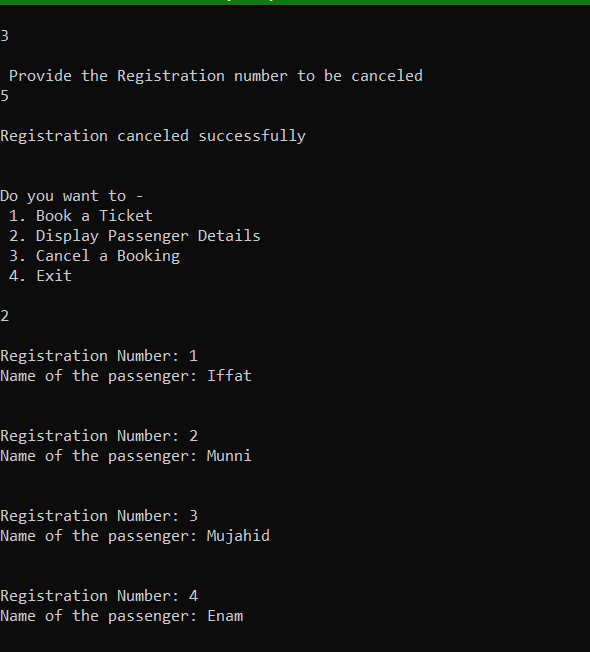 3
Provide the Registration number to be canceled
5
Registration canceled successfully
Do you want to -
1. Book a Ticket
2. Display Passenger Details
3. Cancel a Booking
4. Exit
2
Registration Number: 1
Name of the passenger: Iffat
Registration Number: 2
Name of the passenger: Munni
Registration Number: 3
Name of the passenger: Mujahid
Registration Number: 4
Name of the passenger: Enam